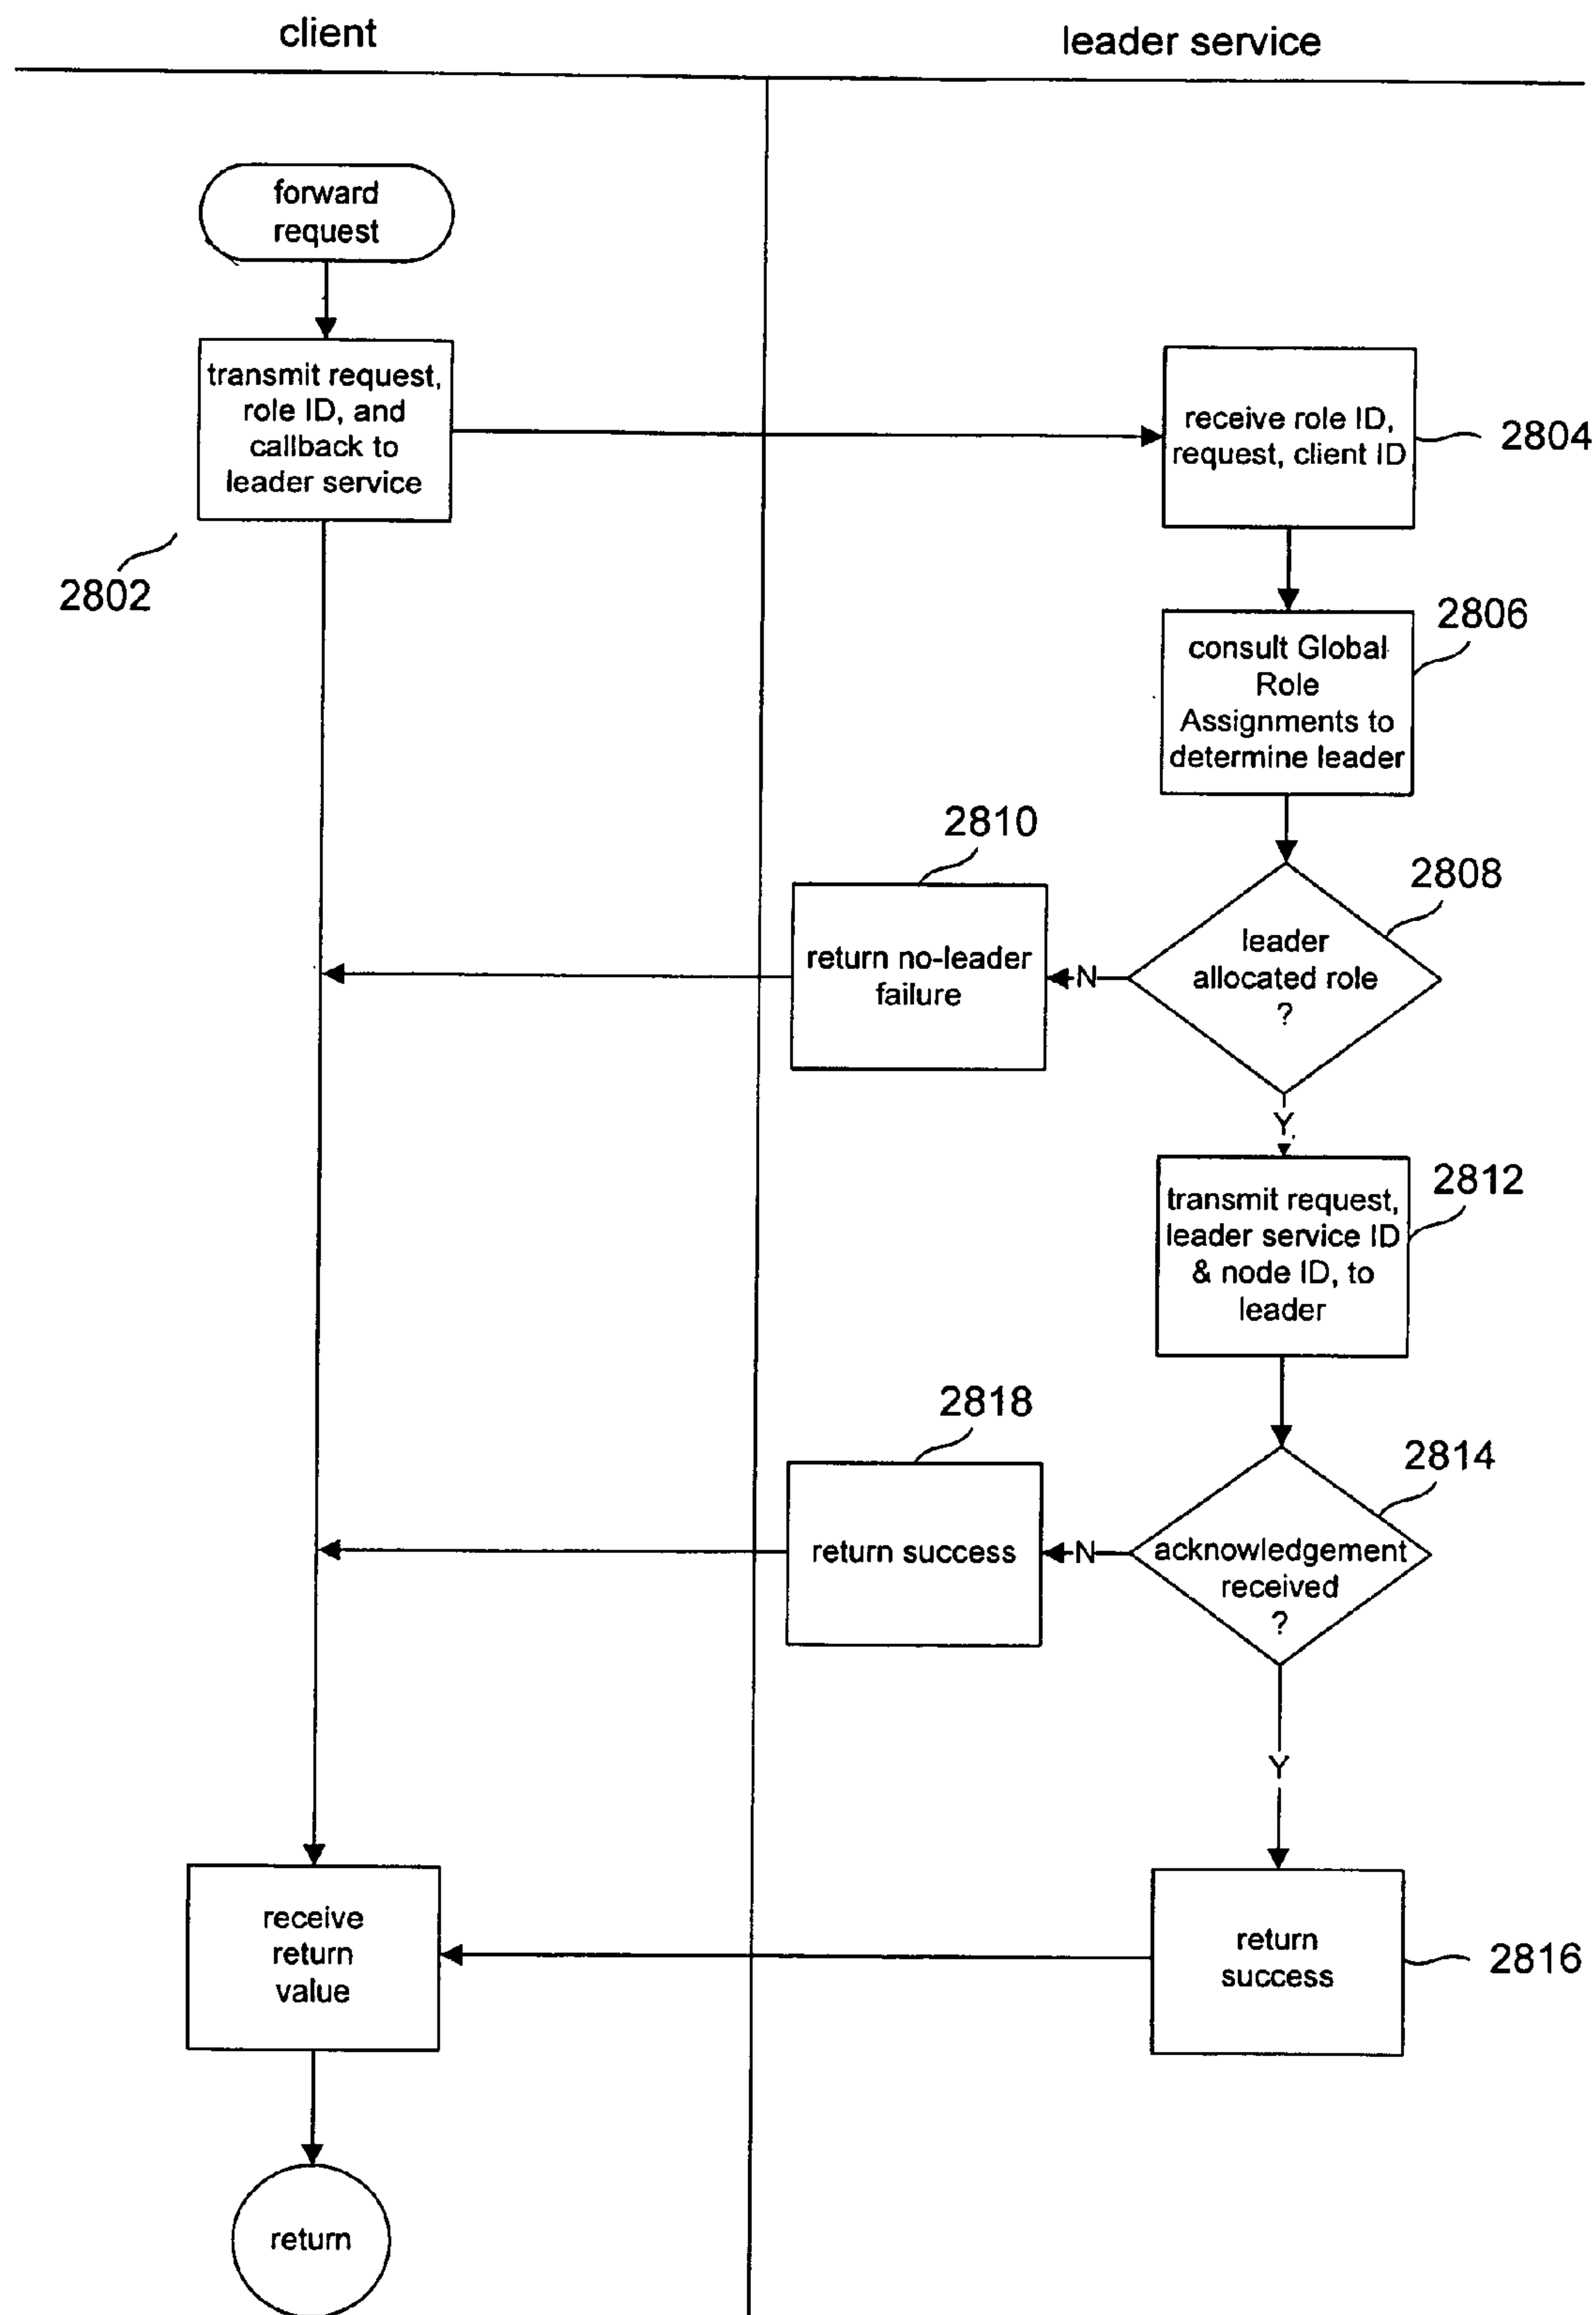 client
leader service
forward
request
transmit request,
role ID, and
callback to
leader service
2802
receive role ID,
request, client ID
2804
consult Global
Role
Assignments to
determine leader
2806
leader
allocated role
?
2808
N
return no-leader
failure
2810
Y
transmit request,
leader service ID
& node ID, to
leader
2812
acknowledgement
received
?
2814
N
return success
2818
Y
return
success
2816
receive
return
value
return